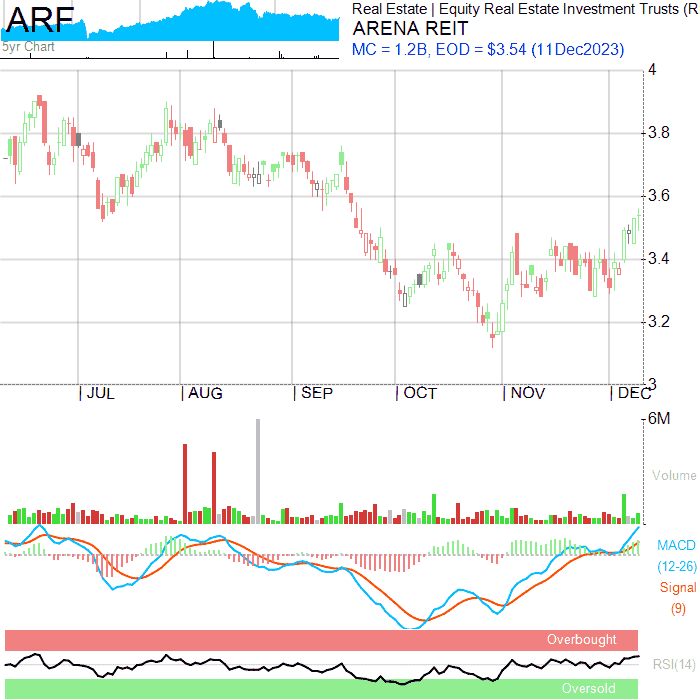 ARF
5yr Chart
Real Estate | Equity Real Estate Investment Trusts (R
ARENA REIT
MC = 1.2B, EOD = $3.54 (11Dec2023)
4
3.8
3.6
3.4
3.2
3
| JUL | AUG | SEP | OCT | NOV | DEC
6M
Volume
MACD
(12-26)
Signal
(9)
Overbought
RSI(14)
Oversold